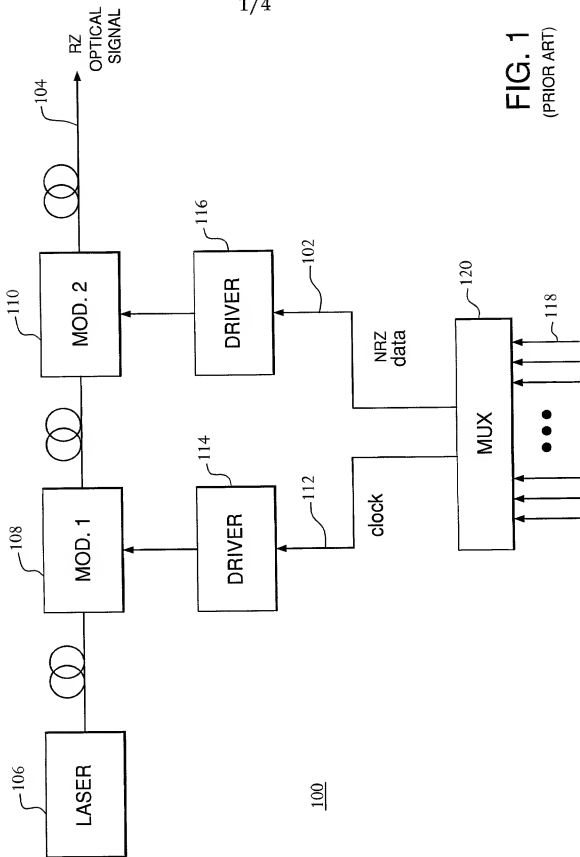 1/4
RZ
OPTICAL
SIGNAL
104
110
MOD. 2
116
DRIVER
102
NRZ
data
120
MUX
118
108
MOD. 1
114
DRIVER
112
clock
106
LASER
100
FIG. 1
(PRIOR ART)